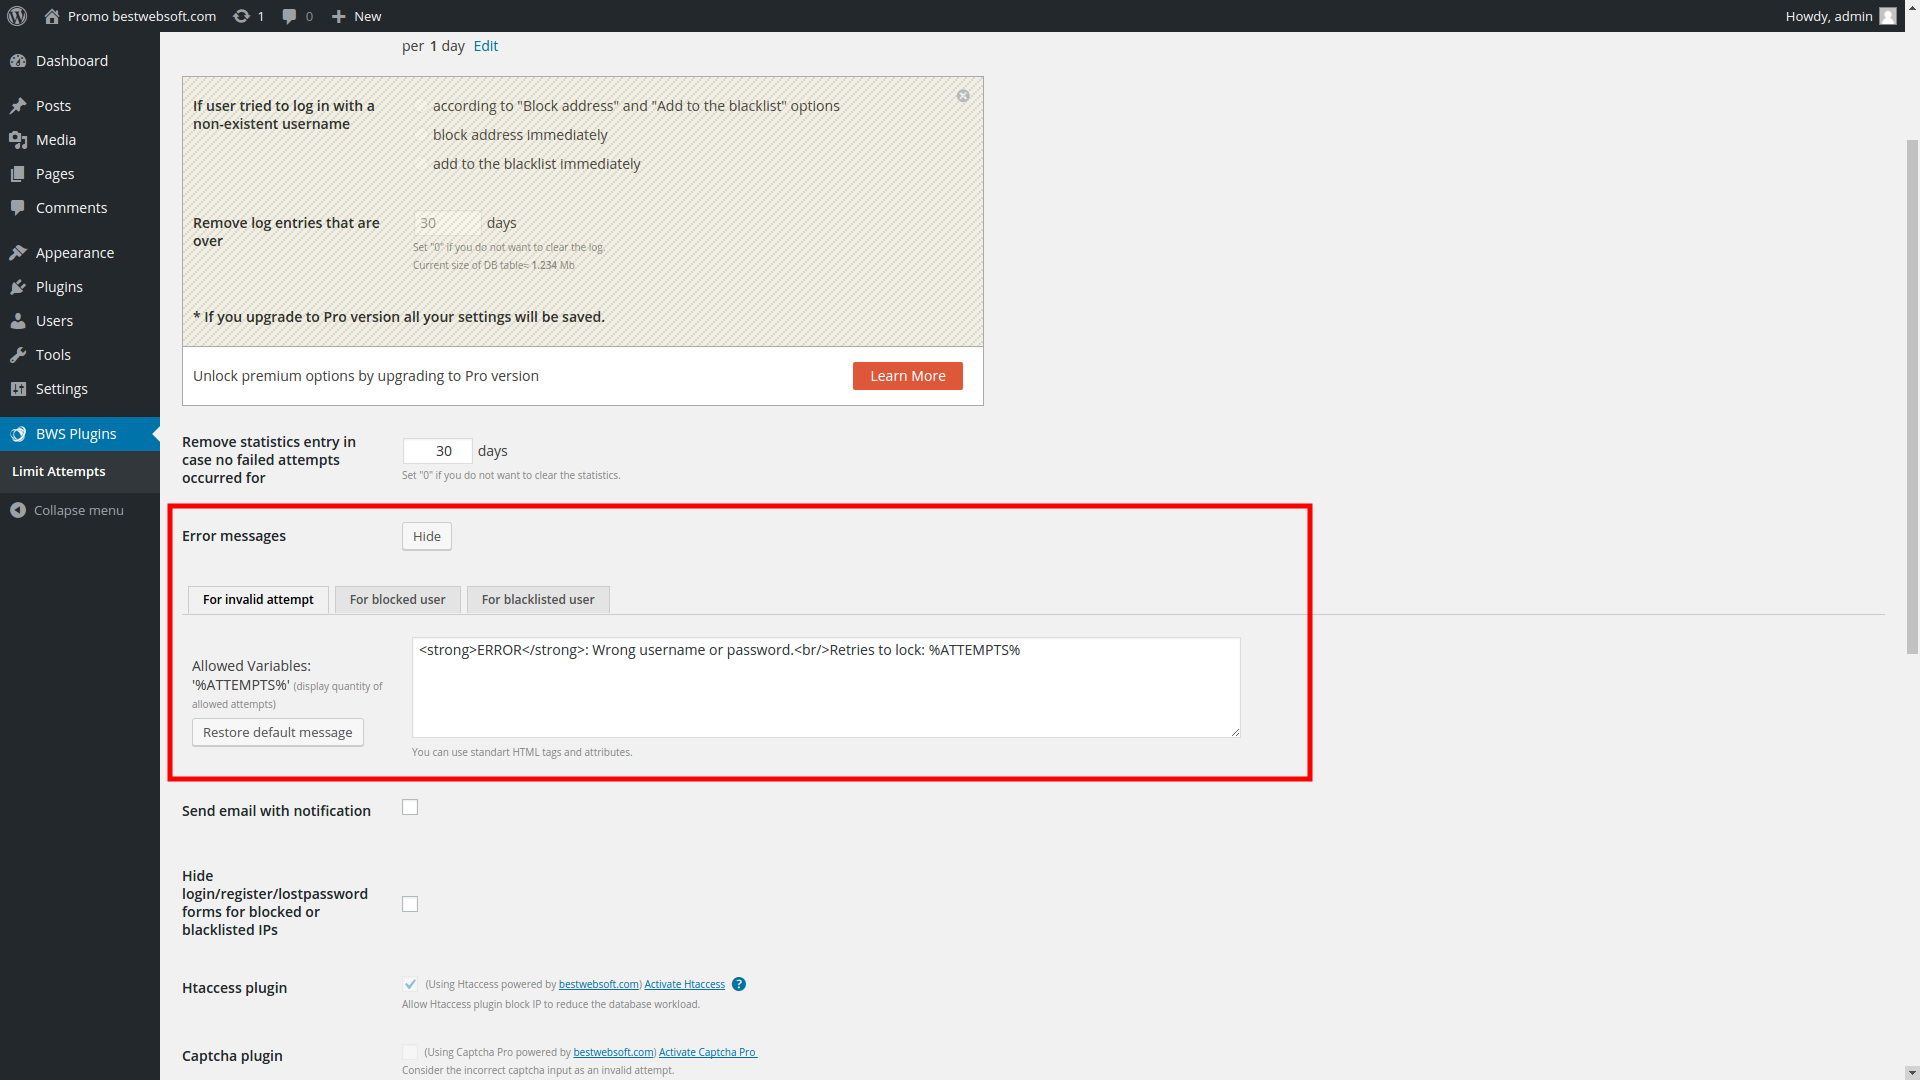 Promo bestwebsoft.com 1 0 New Howdy, admin
Dashboard
Posts
Media
Pages
Comments
Appearance
Plugins
Users
Tools
Settings
BWS Plugins
Limit Attempts
Collapse menu
per 1 day Edit
If user tried to log in with a
non-existent username
according to "Block address" and "Add to the blacklist" options
block address immediately
add to the blacklist immediately
Remove log entries that are
over
30 days
Set "0" if you do not want to clear the log.
Current size of DB table≈ 1.234 Mb
* If you upgrade to Pro version all your settings will be saved.
Unlock premium options by upgrading to Pro version
Learn More
Remove statistics entry in
case no failed attempts
occurred for
30 days
Set "0" if you do not want to clear the statistics.
Error messages
Hide
For invalid attempt
For blocked user
For blacklisted user
Allowed Variables:
'%ATTEMPTS%' (display quantity of
allowed attempts)
Restore default message
<strong>ERROR</strong>: Wrong username or password.<br/>Retries to lock: %ATTEMPTS%
You can use standart HTML tags and attributes.
Send email with notification
Hide
login/register/lostpassword
forms for blocked or
blacklisted IPs
Htaccess plugin
(Using Htaccess powered by bestwebsoft.com) Activate Htaccess ?
Allow Htaccess plugin block IP to reduce the database workload.
Captcha plugin
(Using Captcha Pro powered by bestwebsoft.com) Activate Captcha Pro
Consider the incorrect captcha input as an invalid attempt.